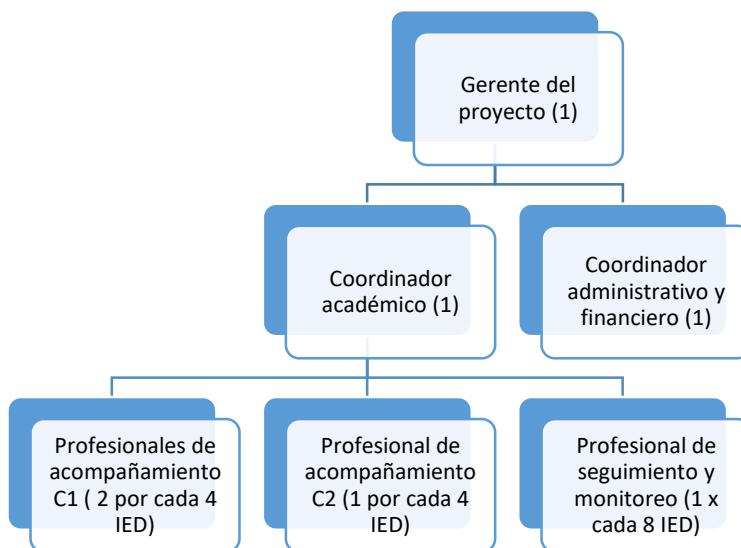 Gerente del
proyecto (1)
Coordinador
académico (1)
Coordinador
administrativo y
financiero (1)
Profesionales de
acompañamiento
C1 ( 2 por cada 4
IED)
Profesional de
acompañamiento
C2 (1 por cada 4
IED)
Profesional de
seguimiento y
monitoreo (1 x
cada 8 IED)